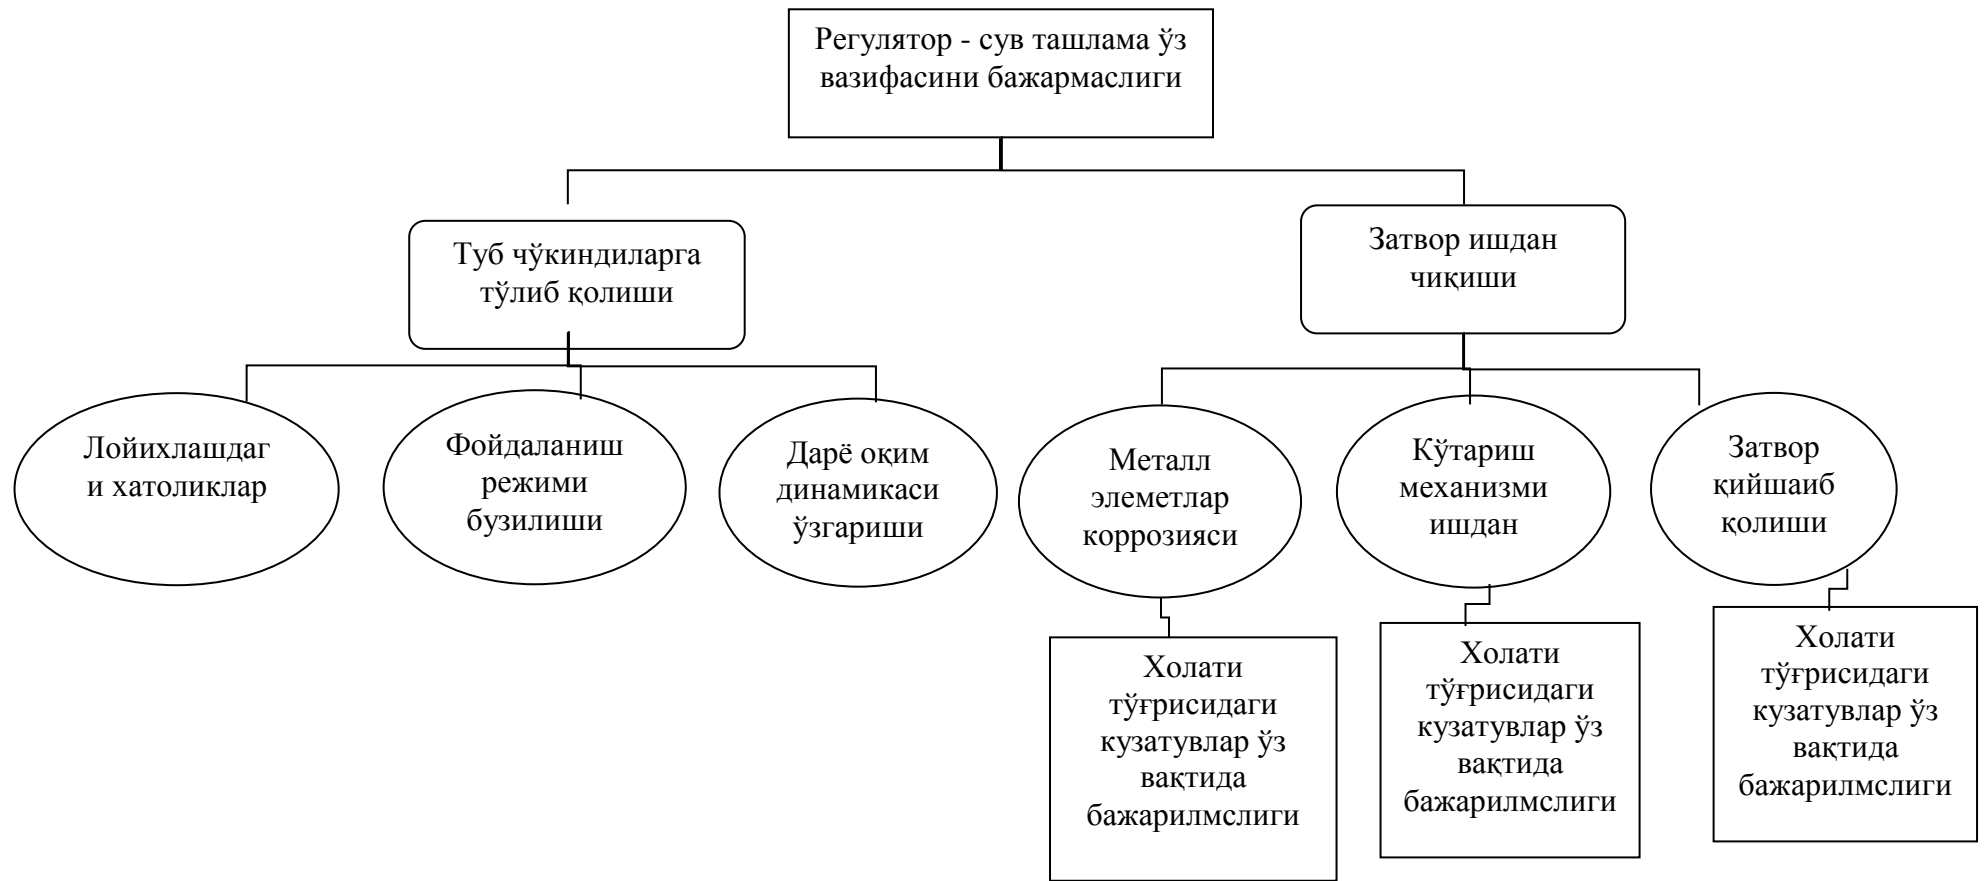 Регулятор - сув ташлама ўз
вазифасини бажармаслиги
Туб чўкиндиларга
тўлиб қолиши
Затвор ишдан
чиқиши
Лойихлашдаг
и хатоликлар
Фойдаланиш
режими
бузилиши
Дарё оқим
динамикаси
ўзгариши
Металл
элеметлар
коррозияси
Кўтариш
механизми
ишдан
Затвор
қийшаиб
қолиши
Холати
тўғрисидаги
кузатувлар ўз
вақтида
бажарилмслиги
Холати
тўғрисидаги
кузатувлар ўз
вақтида
бажарилмслиги
Холати
тўғрисидаги
кузатувлар ўз
вақтида
бажарилмслиги